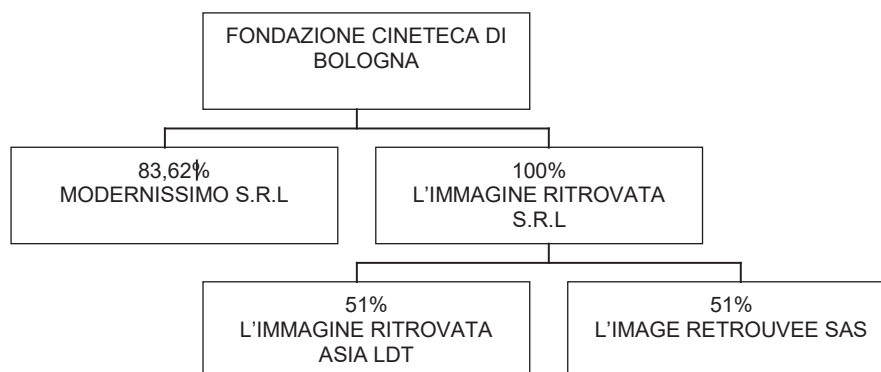 FONDAZIONE CINETECA DI
BOLOGNA
83,62%
MODERNISSIMO S.R.L
100%
L'IMMAGINE RITROVATA
S.R.L
51%
L'IMMAGINE RITROVATA
ASIA LDT
51%
L'IMAGE RETROUVEE SAS